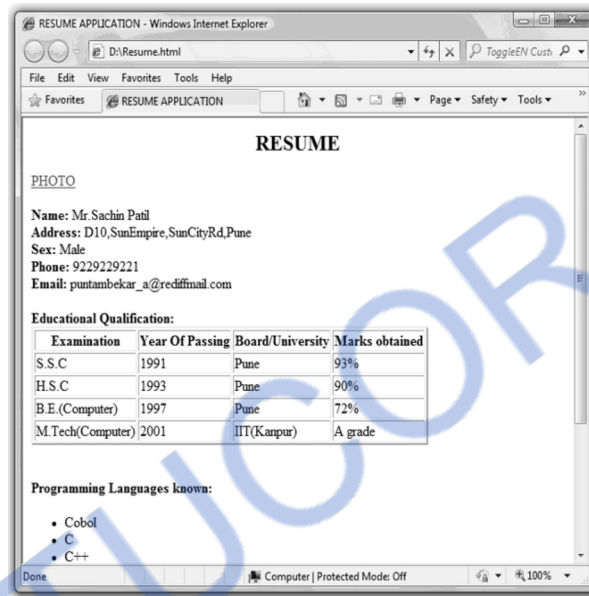 RESUME APPLICATION - Windows Internet Explorer
D:\Resume.html
ToggleEN Custo
File Edit View Favorites Tools Help
Favorites RESUME APPLICATION Page Safety Tools »
RESUME
PHOTO
Name: Mr.Sachin Patil
Address: D10,SunEmpire,SunCityRd,Pune
Sex: Male
Phone: 9229229221
Email: puntambekar_a@rediffmail.com
Educational Qualification:
Examination Year Of Passing Board/University Marks obtained
S.S.C 1991 Pune 93%
H.S.C 1993 Pune 90%
B.E.(Computer) 1997 Pune 72%
M.Tech(Computer) 2001 IIT(Kanpur) A grade
Programming Languages known:
• Cobol
• C
• C++
Done Computer | Protected Mode: Off 100%
TUCOR